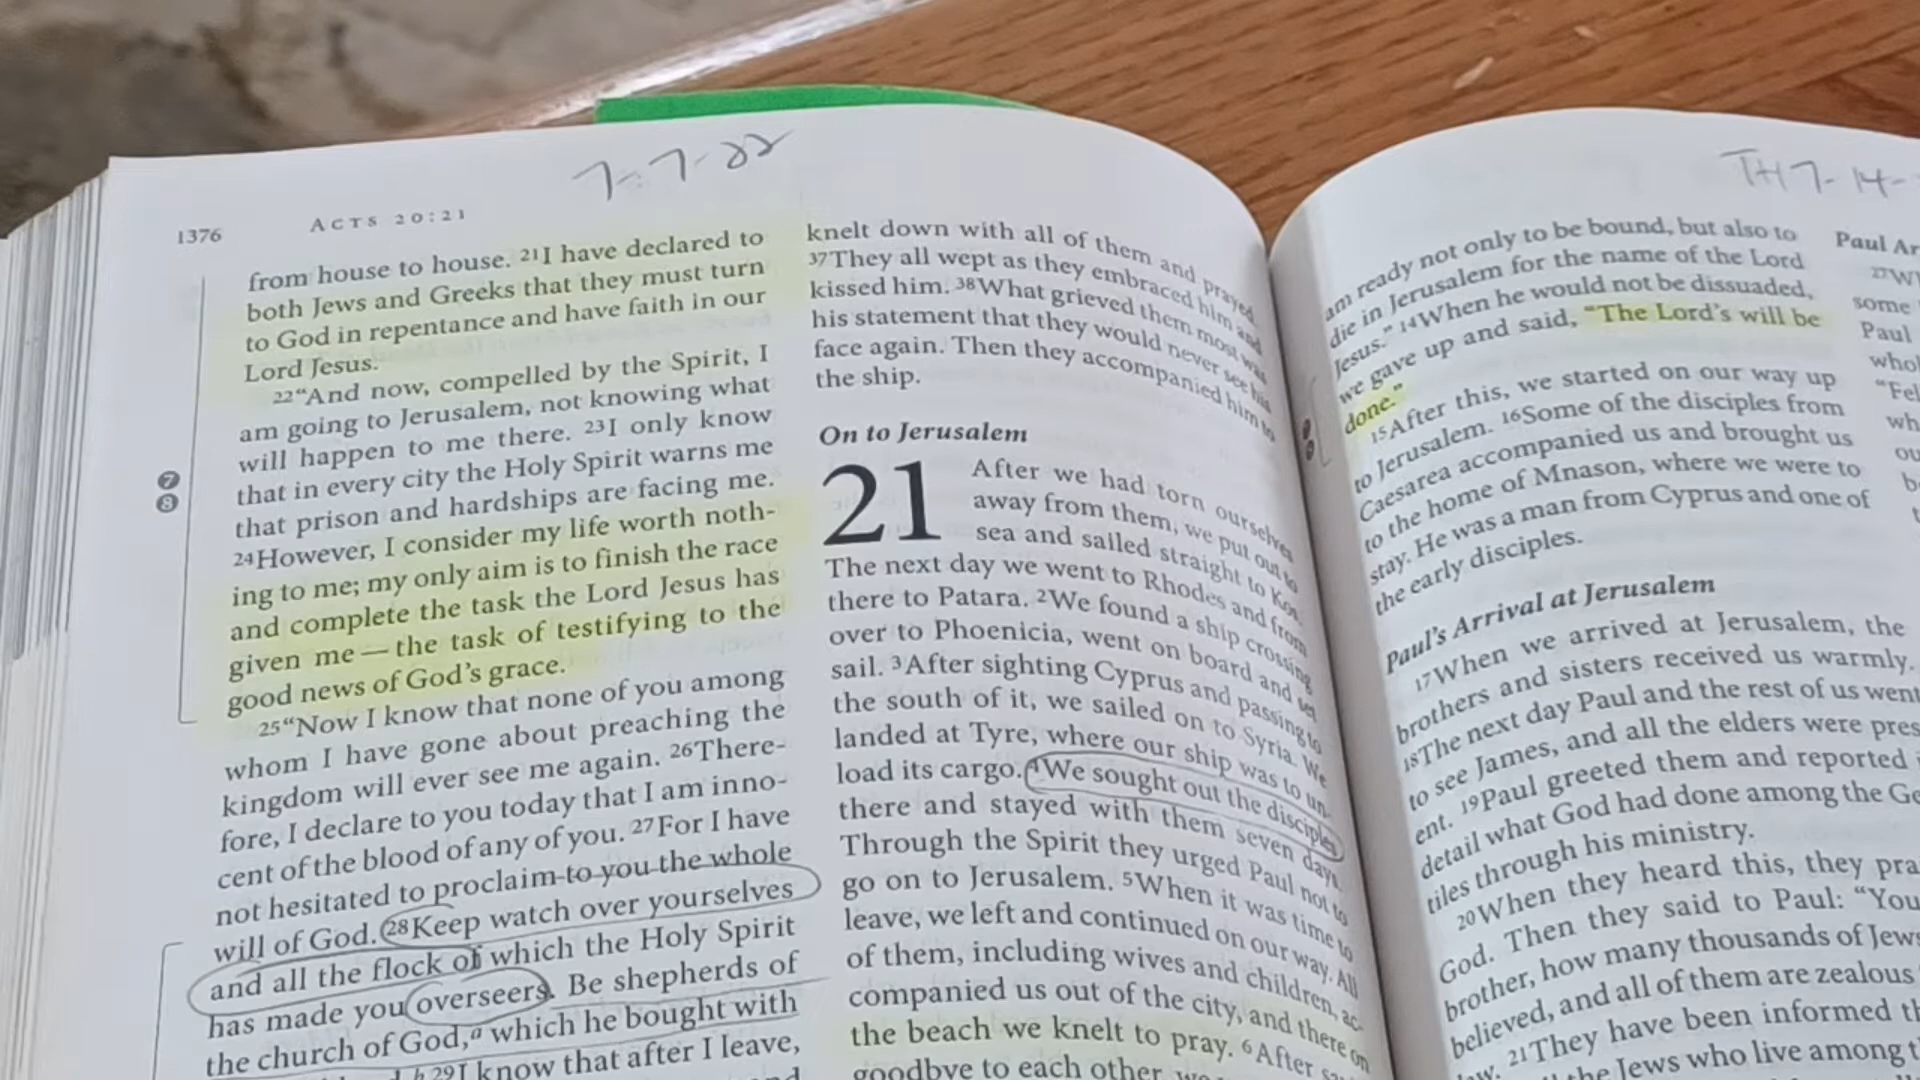 7-7-22
1376 ACTS 20:21
from house to house. 21I have declared to
both Jews and Greeks that they must turn
to God in repentance and have faith in our
Lord Jesus.
22“And now, compelled by the Spirit, I
am going to Jerusalem, not knowing what
will happen to me there. 23I only know
that in every city the Holy Spirit warns me
that prison and hardships are facing me.
24However, I consider my life worth noth-
ing to me; my only aim is to finish the race
and complete the task the Lord Jesus has
given me—the task of testifying to the
good news of God’s grace.
25“Now I know that none of you among
whom I have gone about preaching the
kingdom will ever see me again. 26There-
fore, I declare to you today that I am inno-
cent of the blood of any of you. 27For I have
not hesitated to proclaim to you the whole
will of God. 28Keep watch over yourselves
and all the flock of which the Holy Spirit
has made you overseers. Be shepherds of
the church of God,a which he bought with
29I know that after I leave,
7
8
knelt down with all of them and prayed.
37They all wept as they embraced him and
kissed him. 38What grieved them most was
his statement that they would never see his
face again. Then they accompanied him to
the ship.
On to Jerusalem
21 After we had torn ourselves
away from them, we put out to
sea and sailed straight to Kos.
The next day we went to Rhodes and from
there to Patara. 2We found a ship crossing
over to Phoenicia, went on board and set
sail. 3After sighting Cyprus and passing to
the south of it, we sailed on to Syria. We
landed at Tyre, where our ship was to un-
load its cargo. 4We sought out the disciples
there and stayed with them seven days.
Through the Spirit they urged Paul not to
go on to Jerusalem. 5When it was time to
leave, we left and continued on our way. All
of them, including wives and children, ac-
companied us out of the city, and there on
the beach we knelt to pray. 6After
goodbye to each other, we
TH 7-14-
am ready not only to be bound, but also to
die in Jerusalem for the name of the Lord
Jesus.” 14When he would not be dissuaded,
we gave up and said, “The Lord’s will be
done.”
15After this, we started on our way up
to Jerusalem. 16Some of the disciples from
Caesarea accompanied us and brought us
to the home of Mnason, where we were to
stay. He was a man from Cyprus and one of
the early disciples.
Paul’s Arrival at Jerusalem
17When we arrived at Jerusalem, the
brothers and sisters received us warmly.
18The next day Paul and the rest of us went
to see James, and all the elders were pres
ent. 19Paul greeted them and reported
detail what God had done among the Ge
tiles through his ministry.
20When they heard this, they pra
God. Then they said to Paul: “You
brother, how many thousands of Jews
believed, and all of them are zealous
21They have been informed th
the Jews who live among t
Paul Ar
27Wh
some
Paul
whol
“Fel
wh
ou